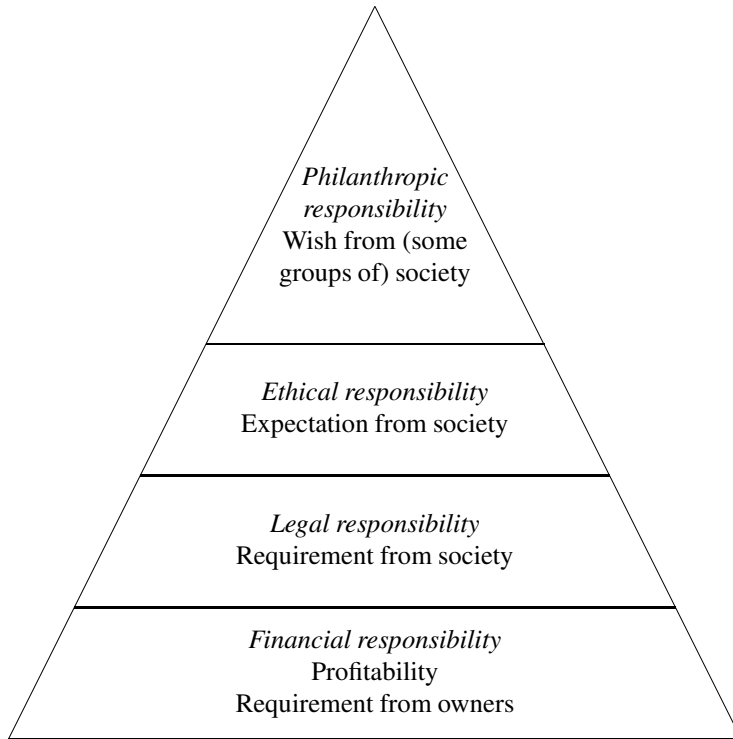 Philanthropic
responsibility
Wish from (some
groups of) society
Ethical responsibility
Expectation from society
Legal responsibility
Requirement from society
Financial responsibility
Profitability
Requirement from owners